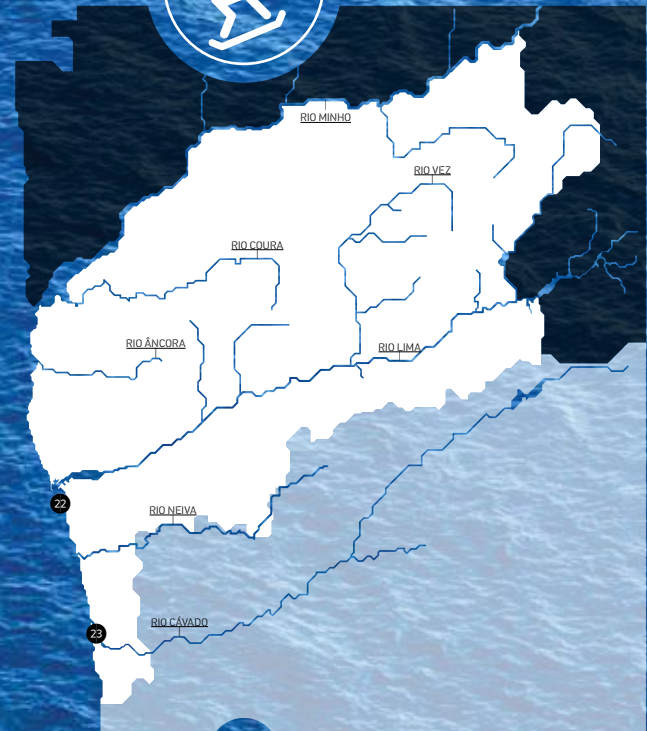 RIO MINHO
RIO VEZ
RIO COURA
RIO ÂNCORA
RIO LIMA
22
RIO NEIVA
RIO CÁVADO
23